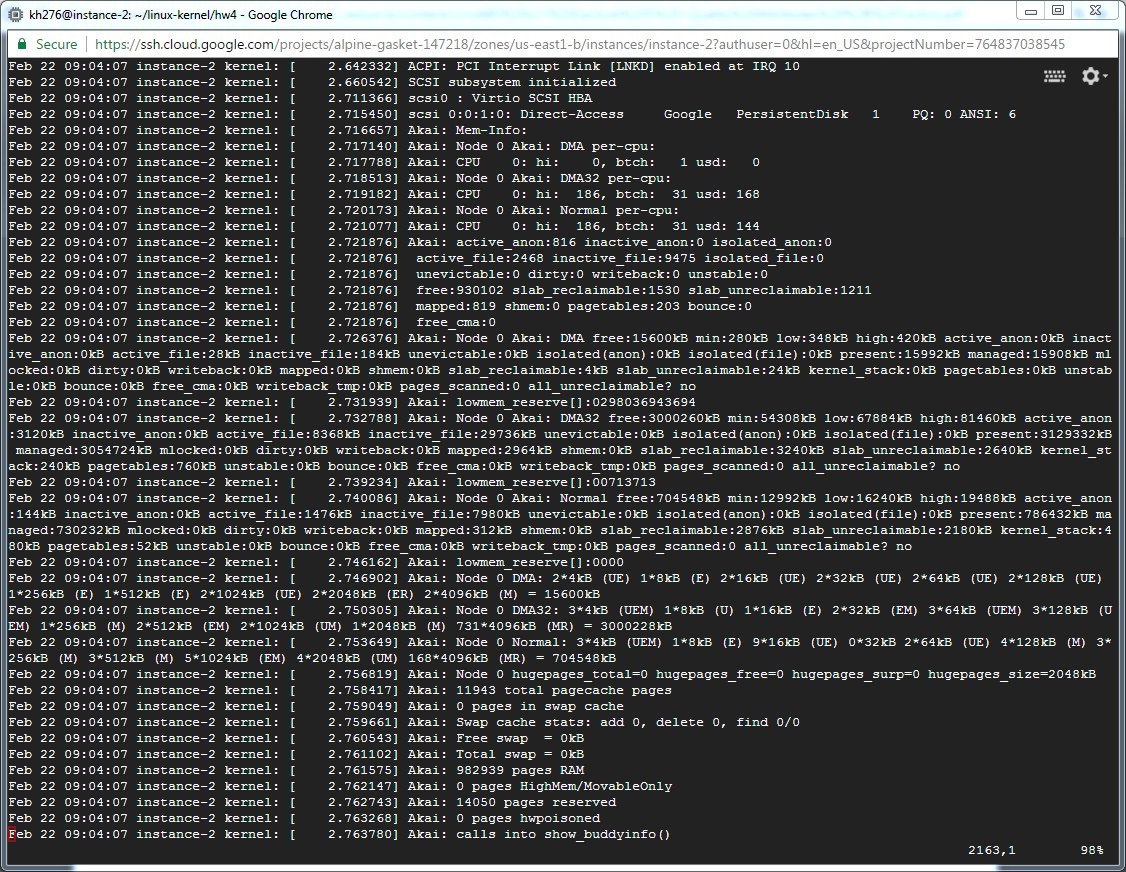 kh276@instance-2: ~/linux-kernel/hw4 - Google Chrome
Secure | https://ssh.cloud.google.com/projects/alpine-gasket-147218/zones/us-east1-b/instances/instance-2?authuser=0&hl=en_US&projectNumber=764837038545
Feb 22 09:04:07 instance-2 kernel: [    2.642332] ACPI: PCI Interrupt Link [LNKD] enabled at IRQ 10
Feb 22 09:04:07 instance-2 kernel: [    2.660542] SCSI subsystem initialized
Feb 22 09:04:07 instance-2 kernel: [    2.711366] scsi0 : Virtio SCSI HBA
Feb 22 09:04:07 instance-2 kernel: [    2.715450] scsi 0:0:1:0: Direct-Access     Google   PersistentDisk   1    PQ: 0 ANSI: 6
Feb 22 09:04:07 instance-2 kernel: [    2.716657] Akai: Mem-Info:
Feb 22 09:04:07 instance-2 kernel: [    2.717140] Akai: Node 0 Akai: DMA per-cpu:
Feb 22 09:04:07 instance-2 kernel: [    2.717788] Akai: CPU    0: hi:    0, btch:   1 usd:   0
Feb 22 09:04:07 instance-2 kernel: [    2.718513] Akai: Node 0 Akai: DMA32 per-cpu:
Feb 22 09:04:07 instance-2 kernel: [    2.719182] Akai: CPU    0: hi:  186, btch:  31 usd: 168
Feb 22 09:04:07 instance-2 kernel: [    2.720173] Akai: Node 0 Akai: Normal per-cpu:
Feb 22 09:04:07 instance-2 kernel: [    2.721077] Akai: CPU    0: hi:  186, btch:  31 usd: 144
Feb 22 09:04:07 instance-2 kernel: [    2.721876] Akai: active_anon:816 inactive_anon:0 isolated_anon:0
Feb 22 09:04:07 instance-2 kernel: [    2.721876]  active_file:2468 inactive_file:9475 isolated_file:0
Feb 22 09:04:07 instance-2 kernel: [    2.721876]  unevictable:0 dirty:0 writeback:0 unstable:0
Feb 22 09:04:07 instance-2 kernel: [    2.721876]  free:930102 slab_reclaimable:1530 slab_unreclaimable:1211
Feb 22 09:04:07 instance-2 kernel: [    2.721876]  mapped:819 shmem:0 pagetables:203 bounce:0
Feb 22 09:04:07 instance-2 kernel: [    2.721876]  free_cma:0
Feb 22 09:04:07 instance-2 kernel: [    2.726376] Akai: Node 0 Akai: DMA free:15600kB min:280kB low:348kB high:420kB active_anon:0kB inact
ive_anon:0kB active_file:28kB inactive_file:184kB unevictable:0kB isolated(anon):0kB isolated(file):0kB present:15992kB managed:15908kB ml
ocked:0kB dirty:0kB writeback:0kB mapped:0kB shmem:0kB slab_reclaimable:4kB slab_unreclaimable:24kB kernel_stack:0kB pagetables:0kB unstab
le:0kB bounce:0kB free_cma:0kB writeback_tmp:0kB pages_scanned:0 all_unreclaimable? no
Feb 22 09:04:07 instance-2 kernel: [    2.731939] Akai: lowmem_reserve[]:0298036943694
Feb 22 09:04:07 instance-2 kernel: [    2.732788] Akai: Node 0 Akai: DMA32 free:3000260kB min:54308kB low:67884kB high:81460kB active_anon
:3120kB inactive_anon:0kB active_file:8368kB inactive_file:29736kB unevictable:0kB isolated(anon):0kB isolated(file):0kB present:3129332kB
 managed:3054724kB mlocked:0kB dirty:0kB writeback:0kB mapped:2964kB shmem:0kB slab_reclaimable:3240kB slab_unreclaimable:2640kB kernel_st
ack:240kB pagetables:760kB unstable:0kB bounce:0kB free_cma:0kB writeback_tmp:0kB pages_scanned:0 all_unreclaimable? no
Feb 22 09:04:07 instance-2 kernel: [    2.739234] Akai: lowmem_reserve[]:00713713
Feb 22 09:04:07 instance-2 kernel: [    2.740086] Akai: Node 0 Akai: Normal free:704548kB min:12992kB low:16240kB high:19488kB active_anon
:144kB inactive_anon:0kB active_file:1476kB inactive_file:7980kB unevictable:0kB isolated(anon):0kB isolated(file):0kB present:786432kB ma
naged:730232kB mlocked:0kB dirty:0kB writeback:0kB mapped:312kB shmem:0kB slab_reclaimable:2876kB slab_unreclaimable:2180kB kernel_stack:4
80kB pagetables:52kB unstable:0kB bounce:0kB free_cma:0kB writeback_tmp:0kB pages_scanned:0 all_unreclaimable? no
Feb 22 09:04:07 instance-2 kernel: [    2.746162] Akai: lowmem_reserve[]:0000
Feb 22 09:04:07 instance-2 kernel: [    2.746902] Akai: Node 0 DMA: 2*4kB (UE) 1*8kB (E) 2*16kB (UE) 2*32kB (UE) 2*64kB (UE) 2*128kB (UE)
1*256kB (E) 1*512kB (E) 2*1024kB (UE) 2*2048kB (ER) 2*4096kB (M) = 15600kB
Feb 22 09:04:07 instance-2 kernel: [    2.750305] Akai: Node 0 DMA32: 3*4kB (UEM) 1*8kB (U) 1*16kB (E) 2*32kB (EM) 3*64kB (UEM) 3*128kB (U
EM) 1*256kB (M) 2*512kB (EM) 2*1024kB (UM) 1*2048kB (M) 731*4096kB (MR) = 3000228kB
Feb 22 09:04:07 instance-2 kernel: [    2.753649] Akai: Node 0 Normal: 3*4kB (UEM) 1*8kB (E) 9*16kB (UE) 0*32kB 2*64kB (UE) 4*128kB (M) 3*
256kB (M) 3*512kB (M) 5*1024kB (EM) 4*2048kB (UM) 168*4096kB (MR) = 704548kB
Feb 22 09:04:07 instance-2 kernel: [    2.756819] Akai: Node 0 hugepages_total=0 hugepages_free=0 hugepages_surp=0 hugepages_size=2048kB
Feb 22 09:04:07 instance-2 kernel: [    2.758417] Akai: 11943 total pagecache pages
Feb 22 09:04:07 instance-2 kernel: [    2.759049] Akai: 0 pages in swap cache
Feb 22 09:04:07 instance-2 kernel: [    2.759661] Akai: Swap cache stats: add 0, delete 0, find 0/0
Feb 22 09:04:07 instance-2 kernel: [    2.760543] Akai: Free swap  = 0kB
Feb 22 09:04:07 instance-2 kernel: [    2.761102] Akai: Total swap = 0kB
Feb 22 09:04:07 instance-2 kernel: [    2.761575] Akai: 982939 pages RAM
Feb 22 09:04:07 instance-2 kernel: [    2.762147] Akai: 0 pages HighMem/MovableOnly
Feb 22 09:04:07 instance-2 kernel: [    2.762743] Akai: 14050 pages reserved
Feb 22 09:04:07 instance-2 kernel: [    2.763268] Akai: 0 pages hwpoisoned
Feb 22 09:04:07 instance-2 kernel: [    2.763780] Akai: calls into show_buddyinfo()
2163,1        98%